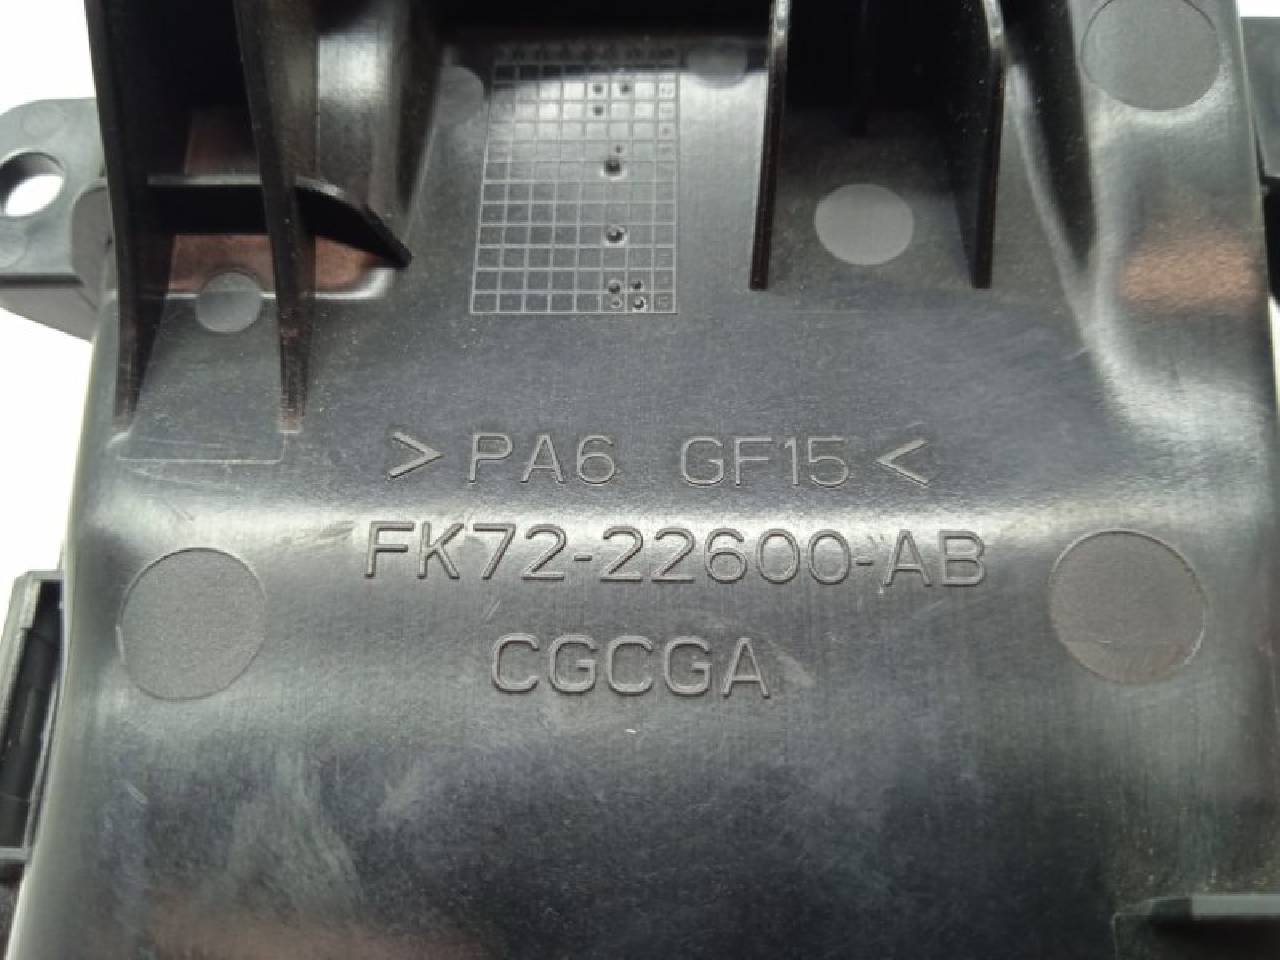 > PA6 GF15 <
FK72-22600-AB
CGCGA